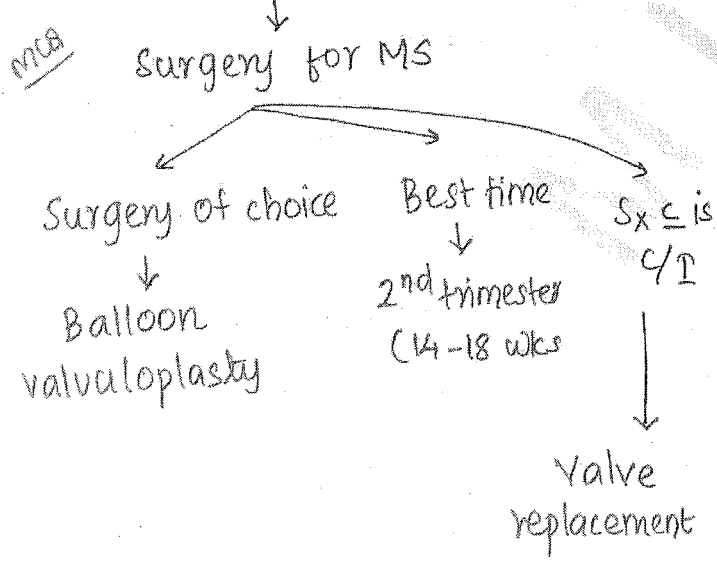 MCQ
Surgery for MS
Surgery of choice
Balloon
valvuloplasty
Best time
2nd trimester
(14-18 wks
Sx c̲ is
C/I
Valve
replacement